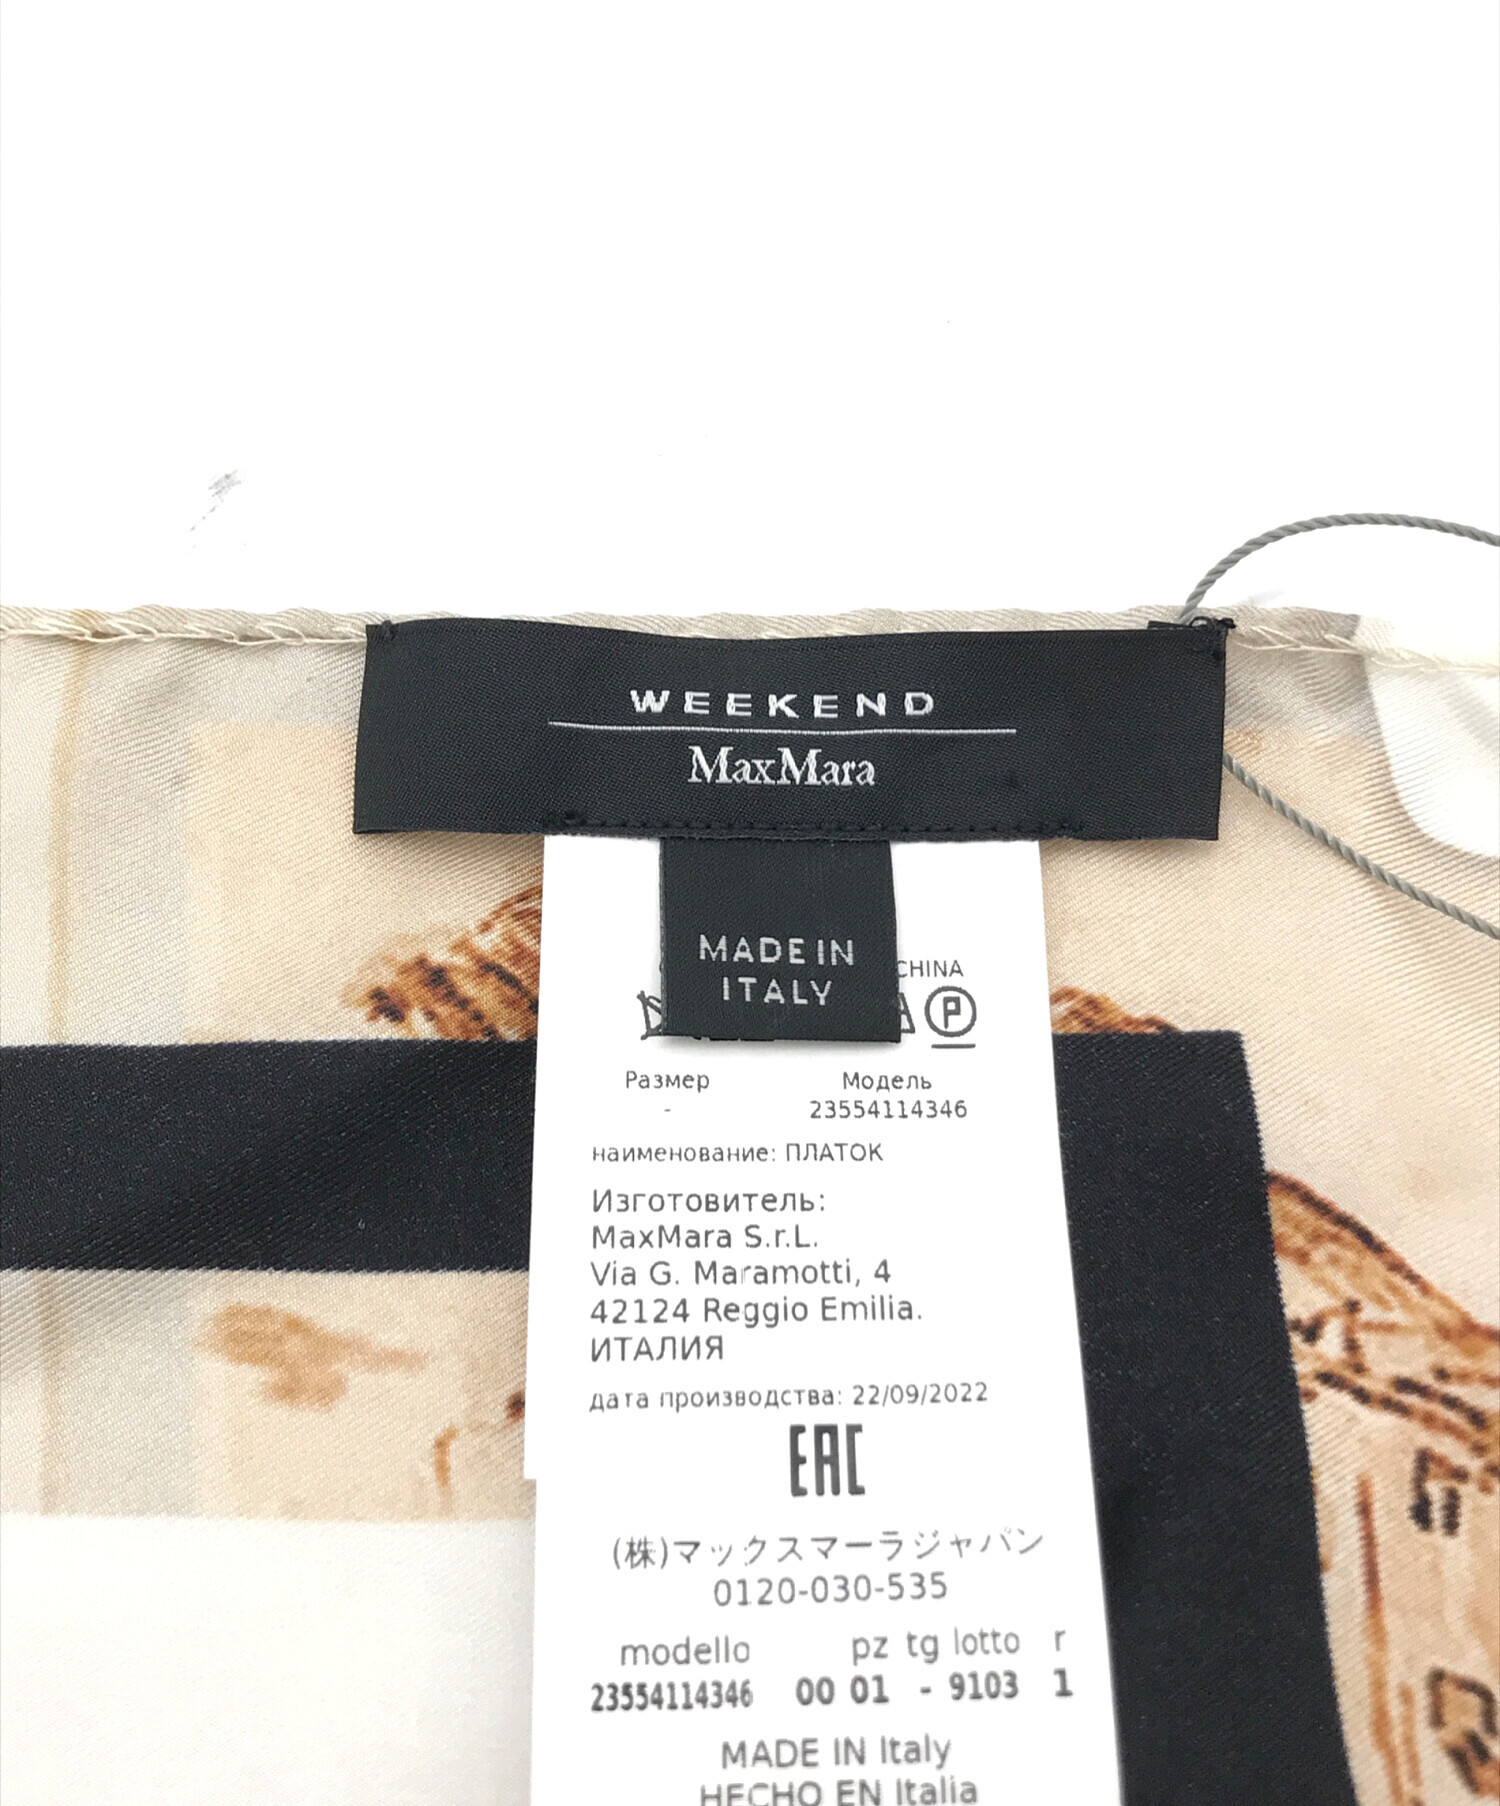 WEEKEND
MaxMara
MADE IN
ITALY
CHINA
P
Размер
Модель
-
23554114346
наименование: ПЛАТОК
Изготовитель:
MaxMara S.r.L.
Via G. Maramotti, 4
42124 Reggio Emilia.
ИТАЛИЯ
дата производства: 22/09/2022
EAC
(株)マックスマーラジャパン
0120-030-535
modello pz tg lotto r
23554114346 00 01 - 9103 1
MADE IN Italy
HECHO EN Italia